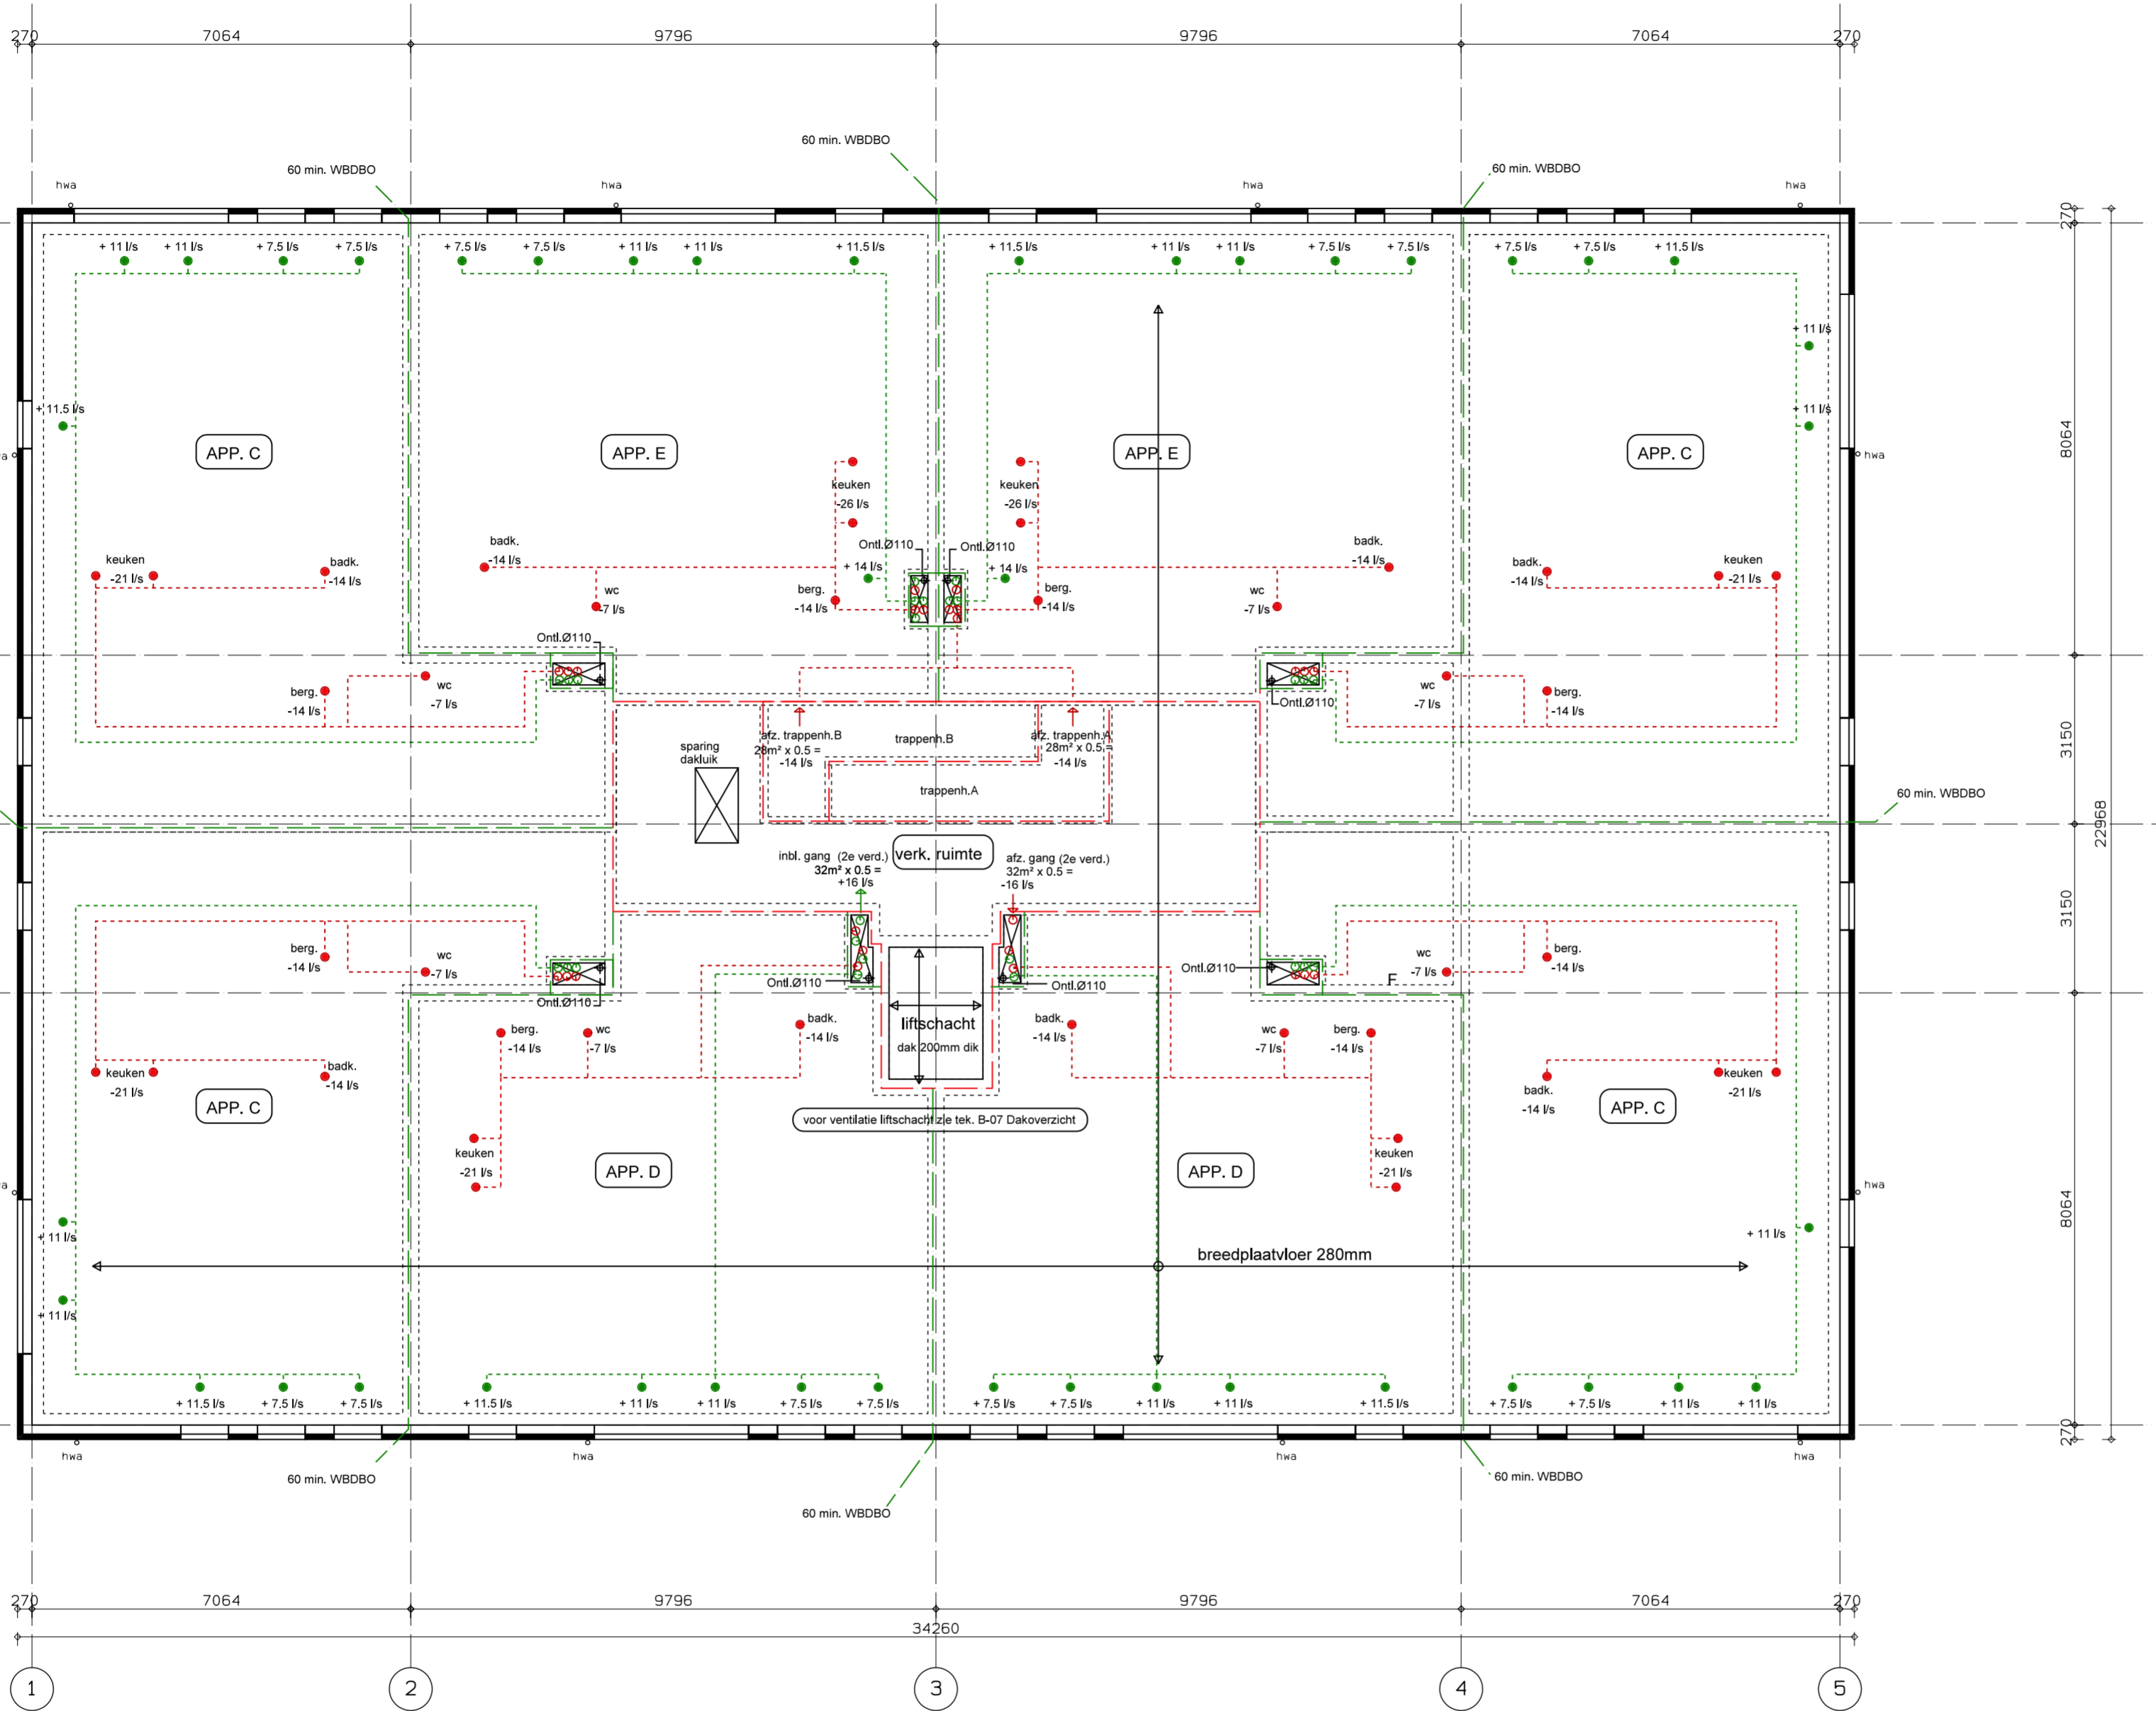 270 7064 9796 9796 7064 270
60 min. WBDBO
60 min. WBDBO
60 min. WBDBO
hwa hwa hwa hwa
+ 11 l/s + 11 l/s + 7.5 l/s + 7.5 l/s + 7.5 l/s + 7.5 l/s + 11 l/s + 11 l/s + 11.5 l/s + 11.5 l/s + 11 l/s + 11 l/s + 7.5 l/s + 7.5 l/s + 7.5 l/s + 7.5 l/s + 11.5 l/s
270
+ 11 l/s
+ 11.5 l/s
+ 11 l/s
8064
APP. C
APP. E
APP. E
APP. C
hwa
keuken
-26 l/s
keuken
-26 l/s
Ontl.Ø110
Ontl.Ø110
badk.
-14 l/s
badk.
-14 l/s
+ 14 l/s
+ 14 l/s
keuken
-21 l/s
badk.
-14 l/s
badk.
-14 l/s
keuken
-21 l/s
wc
-7 l/s
berg.
-14 l/s
berg.
-14 l/s
wc
-7 l/s
Ontl.Ø110
berg.
-14 l/s
wc
-7 l/s
Ontl.Ø110
wc
-7 l/s
berg.
-14 l/s
3150
sparing
dakluik
afz. trappenh.B
28m² x 0.5 =
-14 l/s
trappenh.B
afz. trappenh.A
28m² x 0.5 =
-14 l/s
trappenh.A
60 min. WBDBO
22968
inbl. gang (2e verd.)
32m² x 0.5 =
+16 l/s
verk. ruimte
afz. gang (2e verd.)
32m² x 0.5 =
-16 l/s
3150
berg.
-14 l/s
wc
-7 l/s
Ontl.Ø110
Ontl.Ø110
Ontl.Ø110
Ontl.Ø110
wc
-7 l/s
F
berg.
-14 l/s
berg.
-14 l/s
wc
-7 l/s
badk.
-14 l/s
liftschacht
dak 200mm dik
badk.
-14 l/s
wc
-7 l/s
berg.
-14 l/s
keuken
-21 l/s
badk.
-14 l/s
badk.
-14 l/s
keuken
-21 l/s
APP. C
voor ventilatie liftschacht zie tek. B-07 Dakoverzicht
APP. C
keuken
-21 l/s
APP. D
APP. D
keuken
-21 l/s
hwa
8064
+ 11 l/s
+ 11 l/s
breedplaatvloer 280mm
+ 11 l/s
+ 11.5 l/s + 7.5 l/s + 7.5 l/s + 11.5 l/s + 11 l/s + 11 l/s + 7.5 l/s + 7.5 l/s + 7.5 l/s + 7.5 l/s + 11 l/s + 11 l/s + 11.5 l/s + 7.5 l/s + 7.5 l/s + 11 l/s + 11 l/s
270
hwa hwa hwa hwa
60 min. WBDBO
60 min. WBDBO
60 min. WBDBO
270 7064 9796 9796 7064 270
34260
1 2 3 4 5